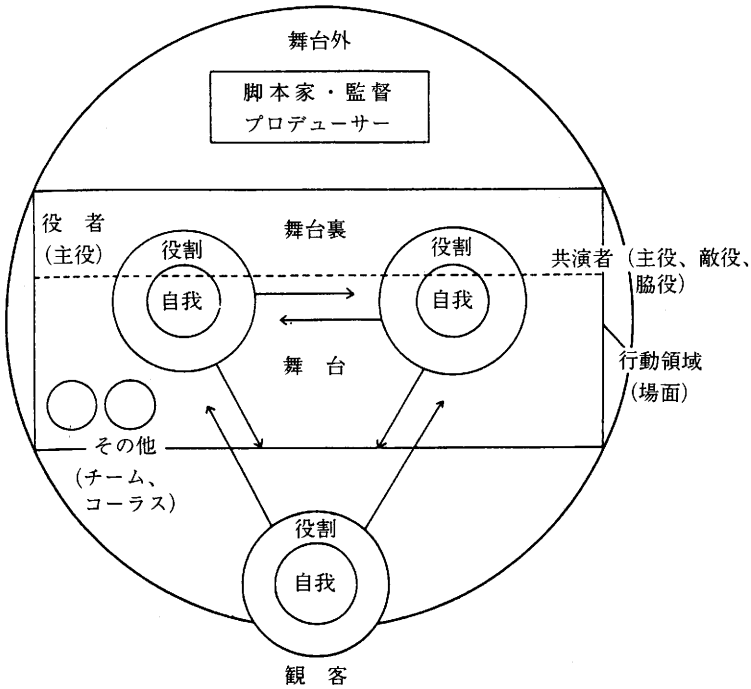 舞台外
脚本家・監督
プロデューサー
役 者
(主役)
舞台裏
役割
自我
役割
自我
共演者(主役、敵役、
脇役)
舞 台
行動領域
(場面)
その他
(チーム、
コーラス)
役割
自我
観 客